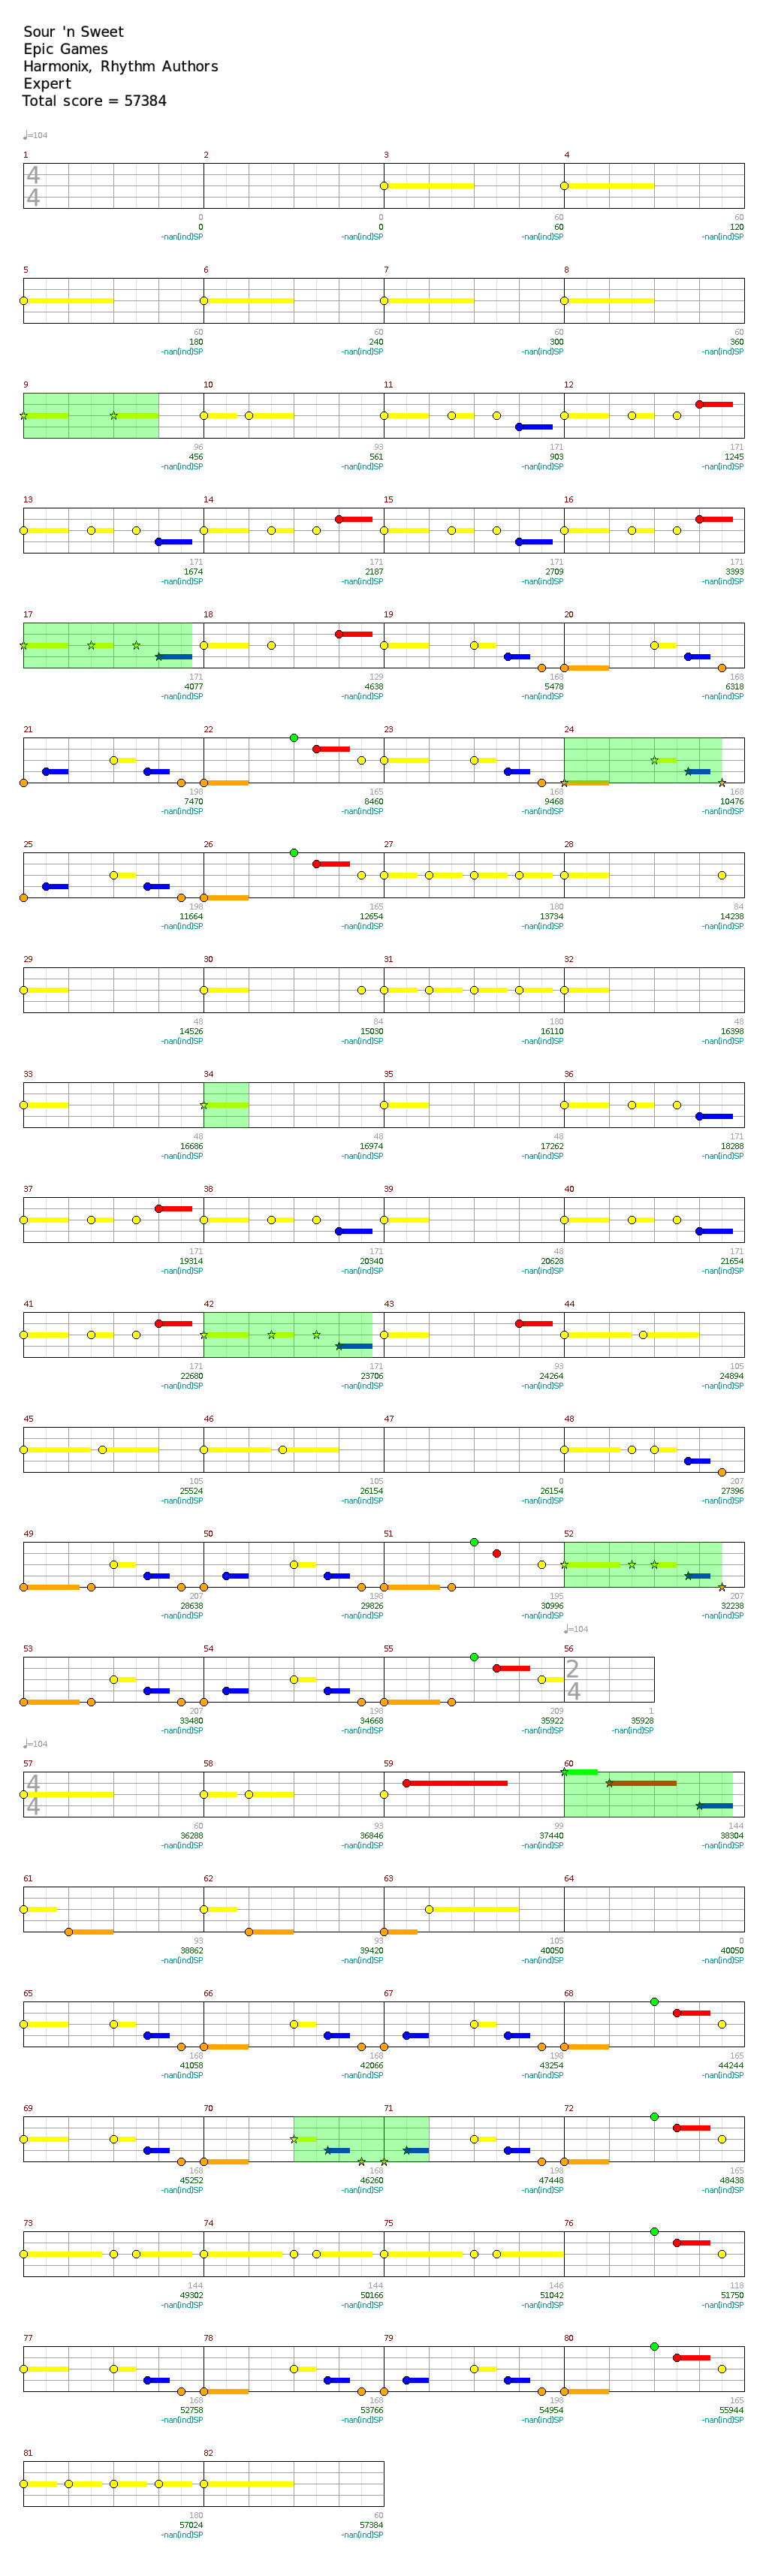 Sour 'n Sweet
Epic Games
Harmonix, Rhythm Authors
Expert
Total score = 57384
♩=104
1 2 3 4
4
4
0 0 60 60
0 0 60 120
-nan(ind)SP -nan(ind)SP -nan(ind)SP -nan(ind)SP
5 6 7 8
60 60 60 60
180 240 300 360
-nan(ind)SP -nan(ind)SP -nan(ind)SP -nan(ind)SP
9 10 11 12
96 93 171 171
456 561 903 1245
-nan(ind)SP -nan(ind)SP -nan(ind)SP -nan(ind)SP
13 14 15 16
171 171 171 171
1674 2187 2709 3393
-nan(ind)SP -nan(ind)SP -nan(ind)SP -nan(ind)SP
17 18 19 20
171 129 168 168
4077 4638 5478 6318
-nan(ind)SP -nan(ind)SP -nan(ind)SP -nan(ind)SP
21 22 23 24
198 165 168 168
7470 8460 9468 10476
-nan(ind)SP -nan(ind)SP -nan(ind)SP -nan(ind)SP
25 26 27 28
198 165 180 84
11664 12654 13734 14238
-nan(ind)SP -nan(ind)SP -nan(ind)SP -nan(ind)SP
29 30 31 32
48 84 180 48
14526 15030 16110 16398
-nan(ind)SP -nan(ind)SP -nan(ind)SP -nan(ind)SP
33 34 35 36
48 48 48 171
16686 16974 17262 18288
-nan(ind)SP -nan(ind)SP -nan(ind)SP -nan(ind)SP
37 38 39 40
171 171 48 171
19314 20340 20628 21654
-nan(ind)SP -nan(ind)SP -nan(ind)SP -nan(ind)SP
41 42 43 44
171 171 93 105
22680 23706 24264 24894
-nan(ind)SP -nan(ind)SP -nan(ind)SP -nan(ind)SP
45 46 47 48
105 105 0 207
25524 26154 26154 27396
-nan(ind)SP -nan(ind)SP -nan(ind)SP -nan(ind)SP
49 50 51 52
207 198 195 207
28638 29826 30996 32238
-nan(ind)SP -nan(ind)SP -nan(ind)SP -nan(ind)SP
♩=104
53 54 55 56
2
4
207 198 209 1
33480 34668 35922 35928
-nan(ind)SP -nan(ind)SP -nan(ind)SP -nan(ind)SP
♩=104
57 58 59 60
4
4
60 93 99 144
36288 36846 37440 38304
-nan(ind)SP -nan(ind)SP -nan(ind)SP -nan(ind)SP
61 62 63 64
93 93 105 0
38862 39420 40050 40050
-nan(ind)SP -nan(ind)SP -nan(ind)SP -nan(ind)SP
65 66 67 68
168 168 198 165
41058 42066 43254 44244
-nan(ind)SP -nan(ind)SP -nan(ind)SP -nan(ind)SP
69 70 71 72
168 168 198 165
45252 46260 47448 48438
-nan(ind)SP -nan(ind)SP -nan(ind)SP -nan(ind)SP
73 74 75 76
144 144 146 118
49302 50166 51042 51750
-nan(ind)SP -nan(ind)SP -nan(ind)SP -nan(ind)SP
77 78 79 80
168 168 198 165
52758 53766 54954 55944
-nan(ind)SP -nan(ind)SP -nan(ind)SP -nan(ind)SP
81 82
180 60
57024 57384
-nan(ind)SP -nan(ind)SP